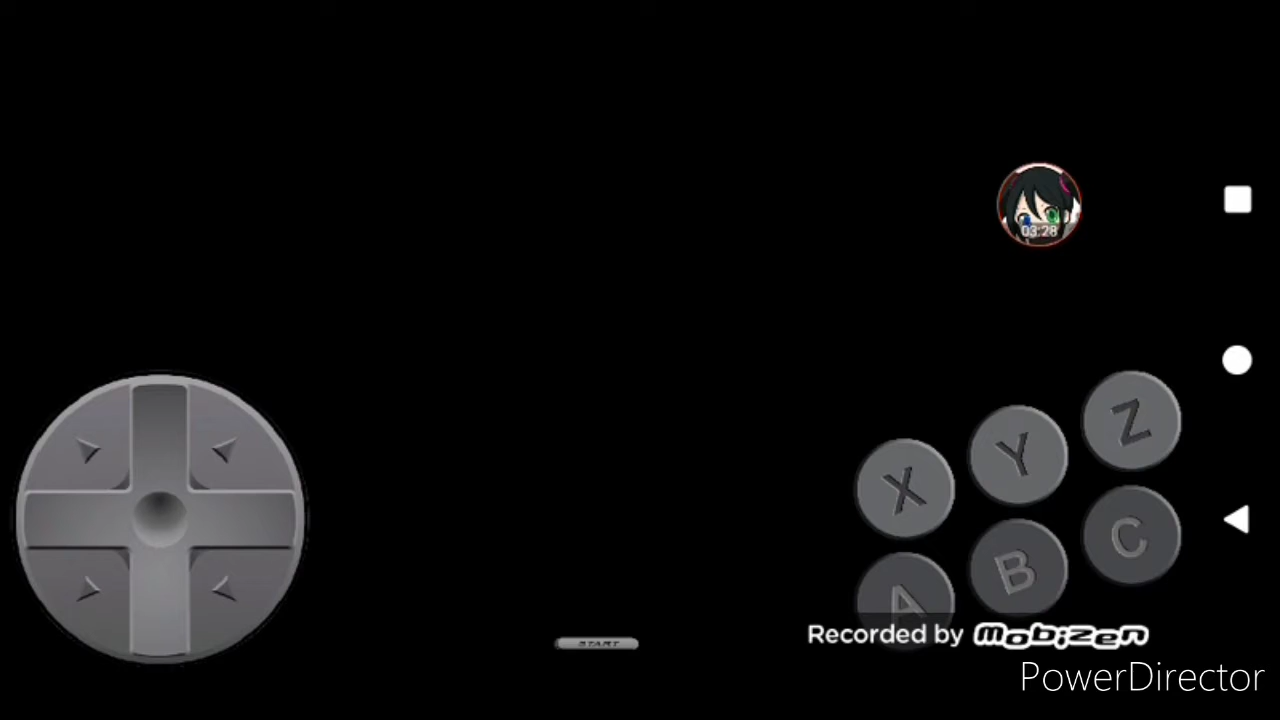 03:28
Z
Y
X
C
B
A
Recorded by Mobizen
START
PowerDirector